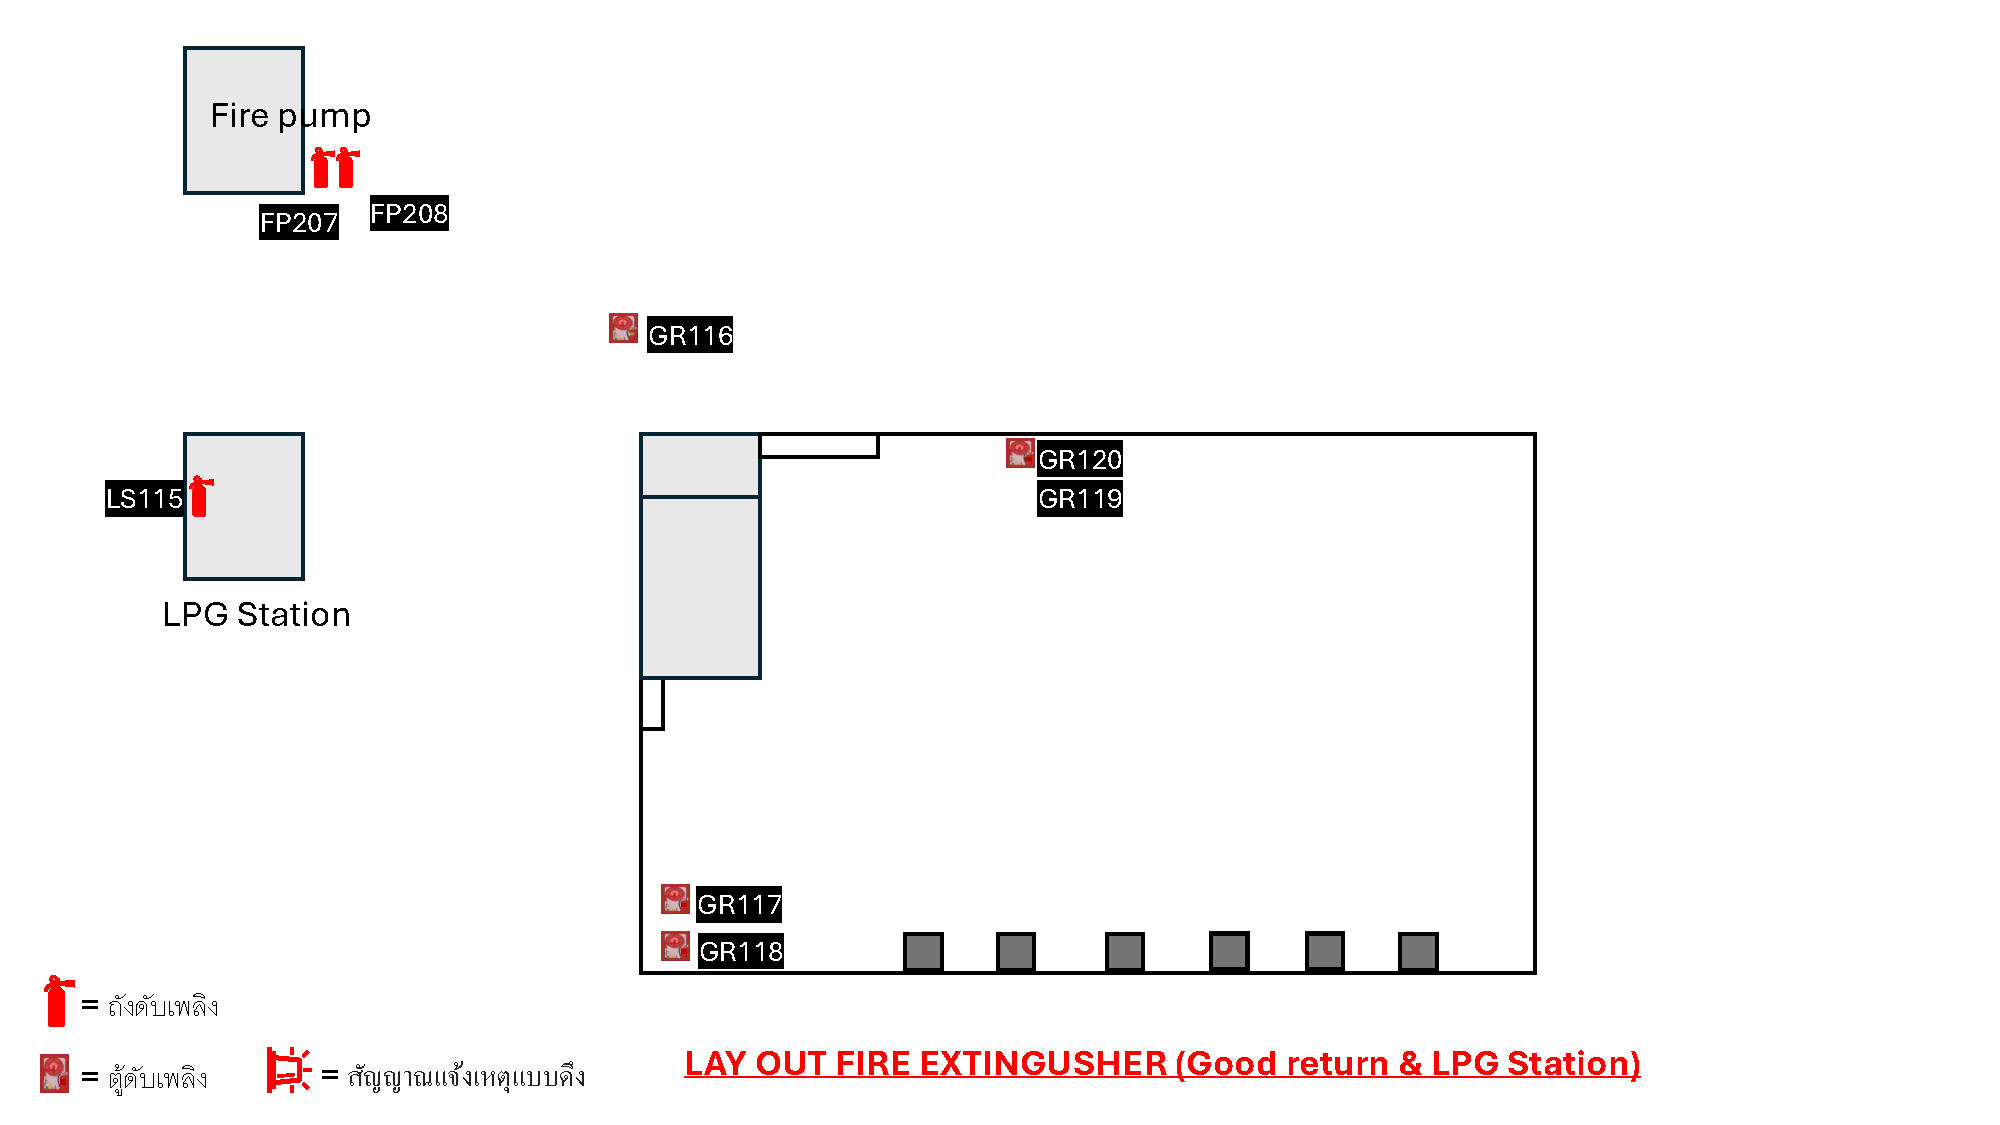 Fire pump
FP207
FP208
GR116
GR120
GR119
LS115
LPG Station
GR117
GR118
= ถังดับเพลิง
= ตู้ดับเพลิง
= สัญญาณแจ้งเหตุแบบดึง
LAY OUT FIRE EXTINGUSHER (Good return & LPG Station)